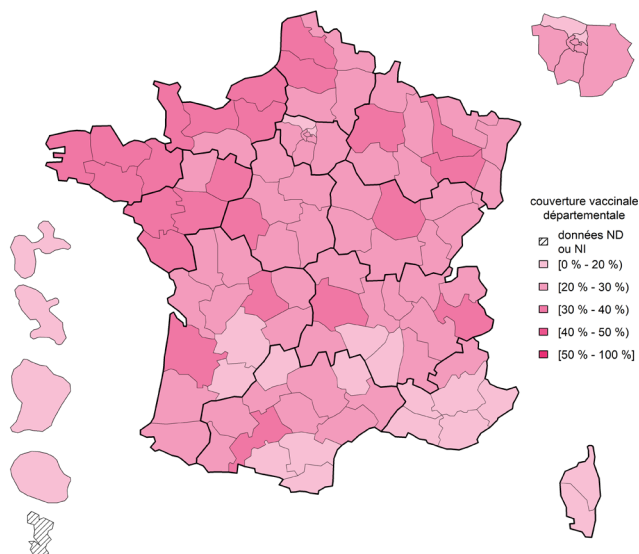 couverture vaccinale
départementale
données ND
ou NI
[0 % - 20 %)
[20 % - 30 %)
[30 % - 40 %)
[40 % - 50 %)
[50 % - 100 %]